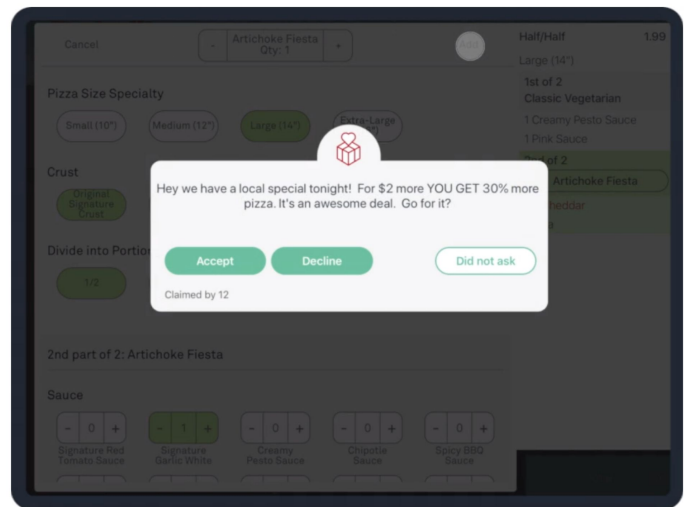 Cancel
- Artichoke Fiesta +
Qty: 1
Add
Half/Half 1.99
Large (14")
1st of 2
Classic Vegetarian
1 Creamy Pesto Sauce
1 Pink Sauce
of 2
Artichoke Fiesta
Pizza Size Specialty
Small (10") Medium (12") Large (14") Extra-Large
Crust
Original
Signature
Crust
Hey we have a local special tonight! For $2 more YOU GET 30% more
pizza. It's an awesome deal. Go for it?
Accept Decline Did not ask
Claimed by 12
Divide into
1/2
2nd part of 2: Artichoke Fiesta
Sauce
- 0 + - 1 + - 0 + - 0 + - 0 +
Signature Red Signature Creamy Chipotle Spicy BBQ
Tomato Sauce Garlic White Pesto Sauce Sauce Sauce